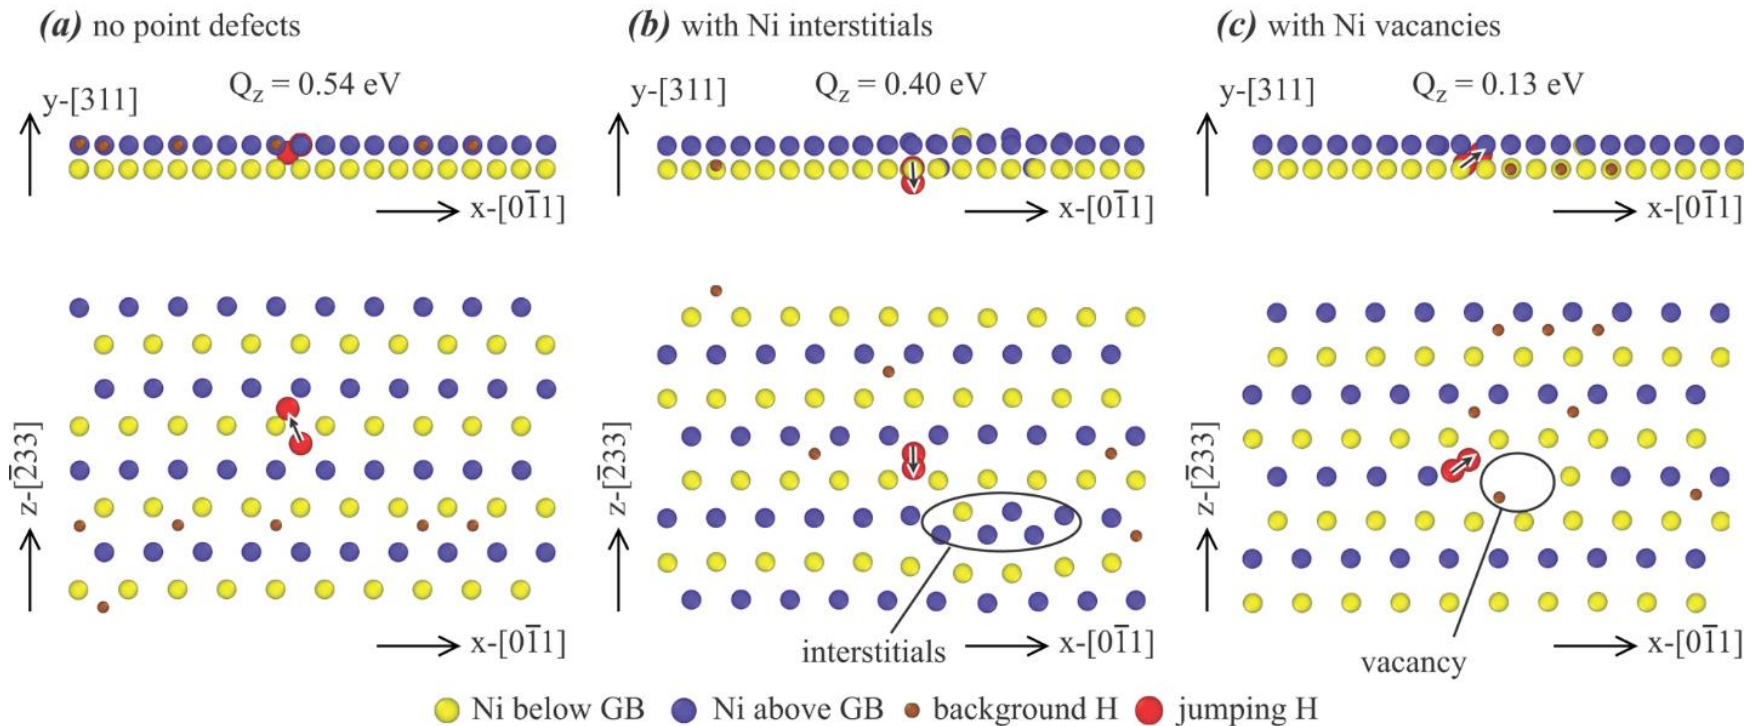 (a) no point defects
(b) with Ni interstitials
(c) with Ni vacancies
y-[311]
Q_z = 0.54 eV
y-[311]
Q_z = 0.40 eV
y-[311]
Q_z = 0.13 eV
x-[01̅1]
x-[01̅1]
x-[01̅1]
z-[2̅33]
z-[2̅33]
z-[2̅33]
x-[01̅1]
interstitials
x-[01̅1]
vacancy
x-[01̅1]
Ni below GB
Ni above GB
background H
jumping H